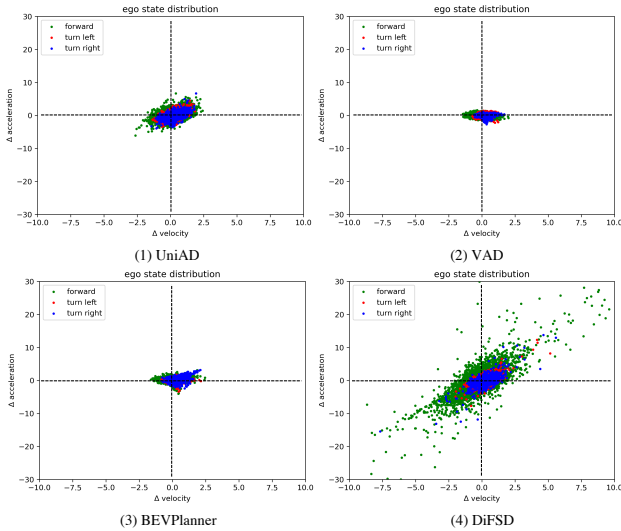 ego state distribution
forward
turn left
turn right
30
20
10
0
−10
−20
−30
Δ acceleration
−10.0 −7.5 −5.0 −2.5 0.0 2.5 5.0 7.5 10.0
Δ velocity
(1) UniAD
ego state distribution
forward
turn left
turn right
30
20
10
0
−10
−20
−30
Δ acceleration
−10.0 −7.5 −5.0 −2.5 0.0 2.5 5.0 7.5 10.0
Δ velocity
(2) VAD
ego state distribution
forward
turn left
turn right
30
20
10
0
−10
−20
−30
Δ acceleration
−10.0 −7.5 −5.0 −2.5 0.0 2.5 5.0 7.5 10.0
Δ velocity
(3) BEVPlanner
ego state distribution
forward
turn left
turn right
30
20
10
0
−10
−20
−30
Δ acceleration
−10.0 −7.5 −5.0 −2.5 0.0 2.5 5.0 7.5 10.0
Δ velocity
(4) DiFSD